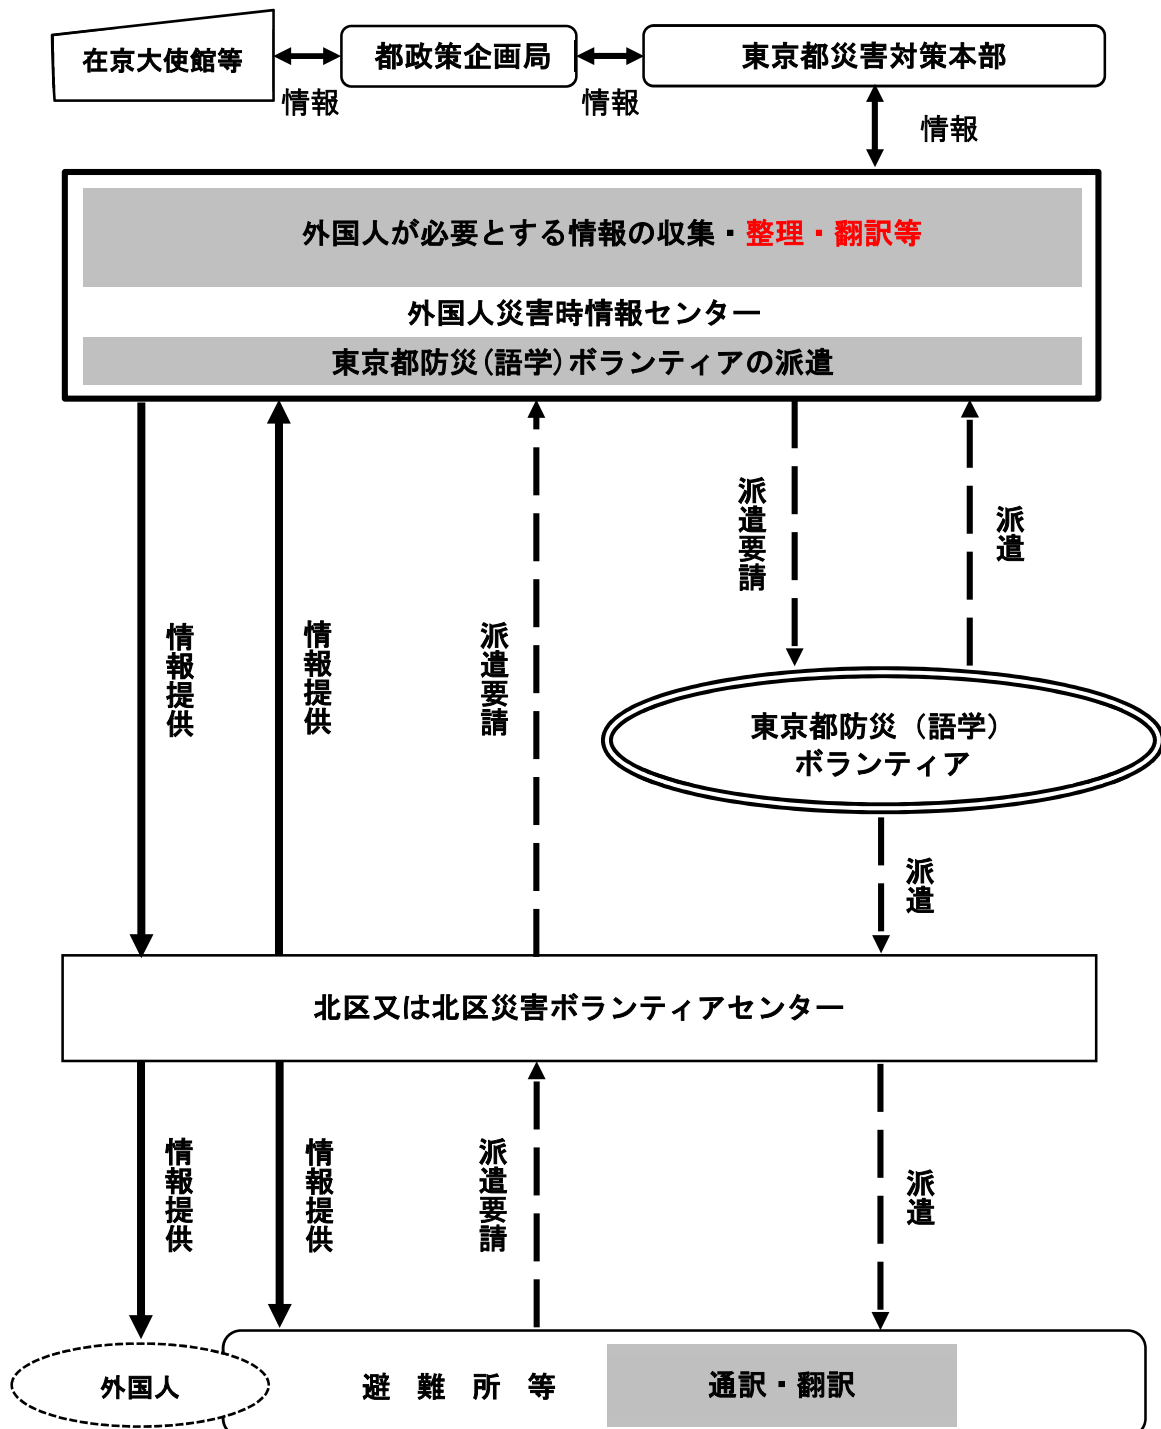 在京大使館等
都政策企画局
東京都災害対策本部
情報
情報
情報
外国人が必要とする情報の収集・整理・翻訳等
外国人災害時情報センター
東京都防災(語学)ボランティアの派遣
派遣要請
派遣
情報提供
情報提供
派遣要請
東京都防災（語学）
ボランティア
派遣
北区又は北区災害ボランティアセンター
情報提供
情報提供
派遣要請
派遣
外国人
避難所等
通訳・翻訳